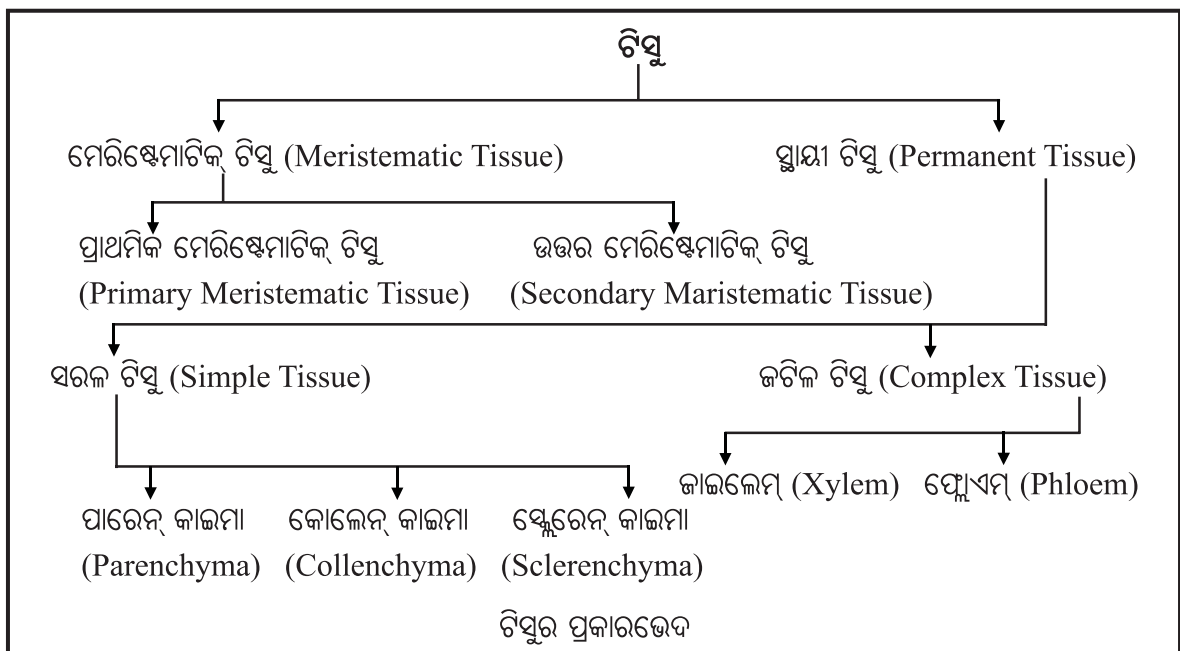 ଟିସୁ
ମେରିଷ୍ଟେମାଟିକ୍ ଟିସୁ (Meristematic Tissue) ସ୍ଥାୟୀ ଟିସୁ (Permanent Tissue)
ପ୍ରାଥମିକ ମେରିଷ୍ଟେମାଟିକ୍ ଟିସୁ ଉତ୍ତର ମେରିଷ୍ଟେମାଟିକ୍ ଟିସୁ
(Primary Meristematic Tissue) (Secondary Maristematic Tissue)
ସରଳ ଟିସୁ (Simple Tissue) ଜଟିଳ ଟିସୁ (Complex Tissue)
ଜାଇଲେମ୍ (Xylem) ଫ୍ଲୋଏମ୍ (Phloem)
ପାରେନ୍ କାଇମା କୋଲେନ୍ କାଇମା ସ୍କ୍ଲେରେନ୍ କାଇମା
(Parenchyma) (Collenchyma) (Sclerenchyma)
ଟିସୁର ପ୍ରକାରଭେଦ